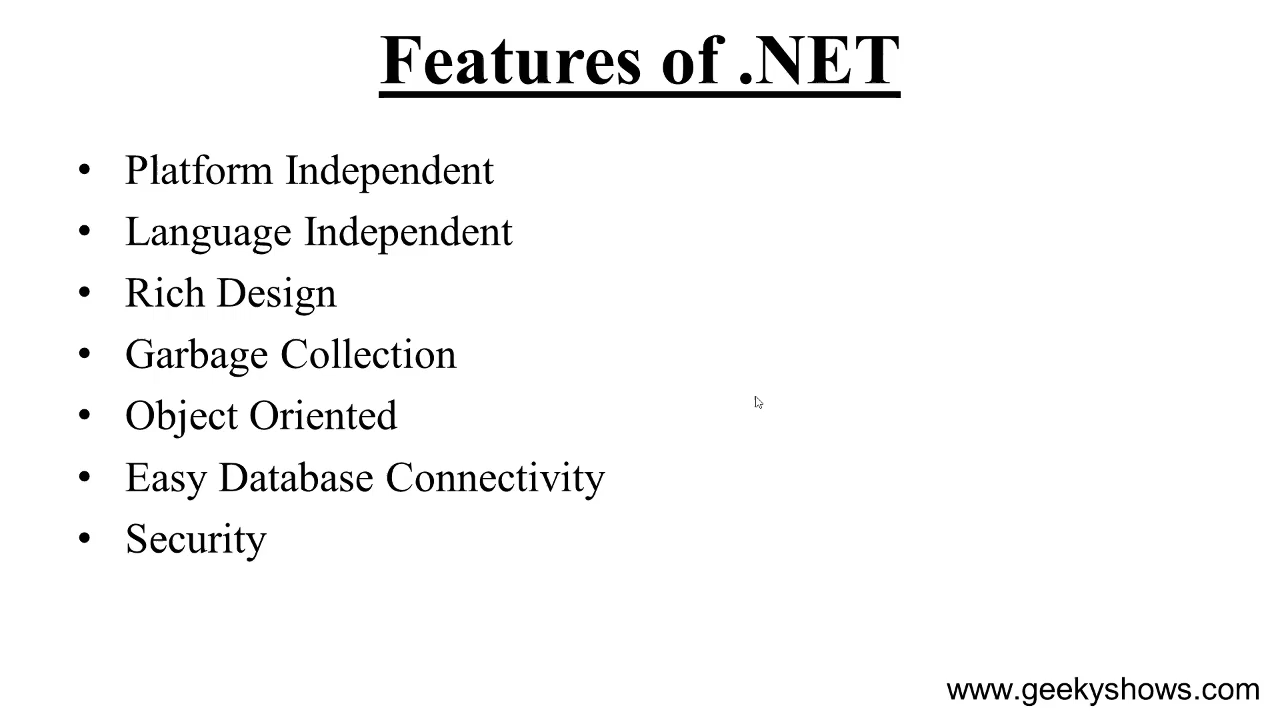 Features of .NET
• Platform Independent
• Language Independent
• Rich Design
• Garbage Collection
• Object Oriented
• Easy Database Connectivity
• Security
www.geekyshows.com